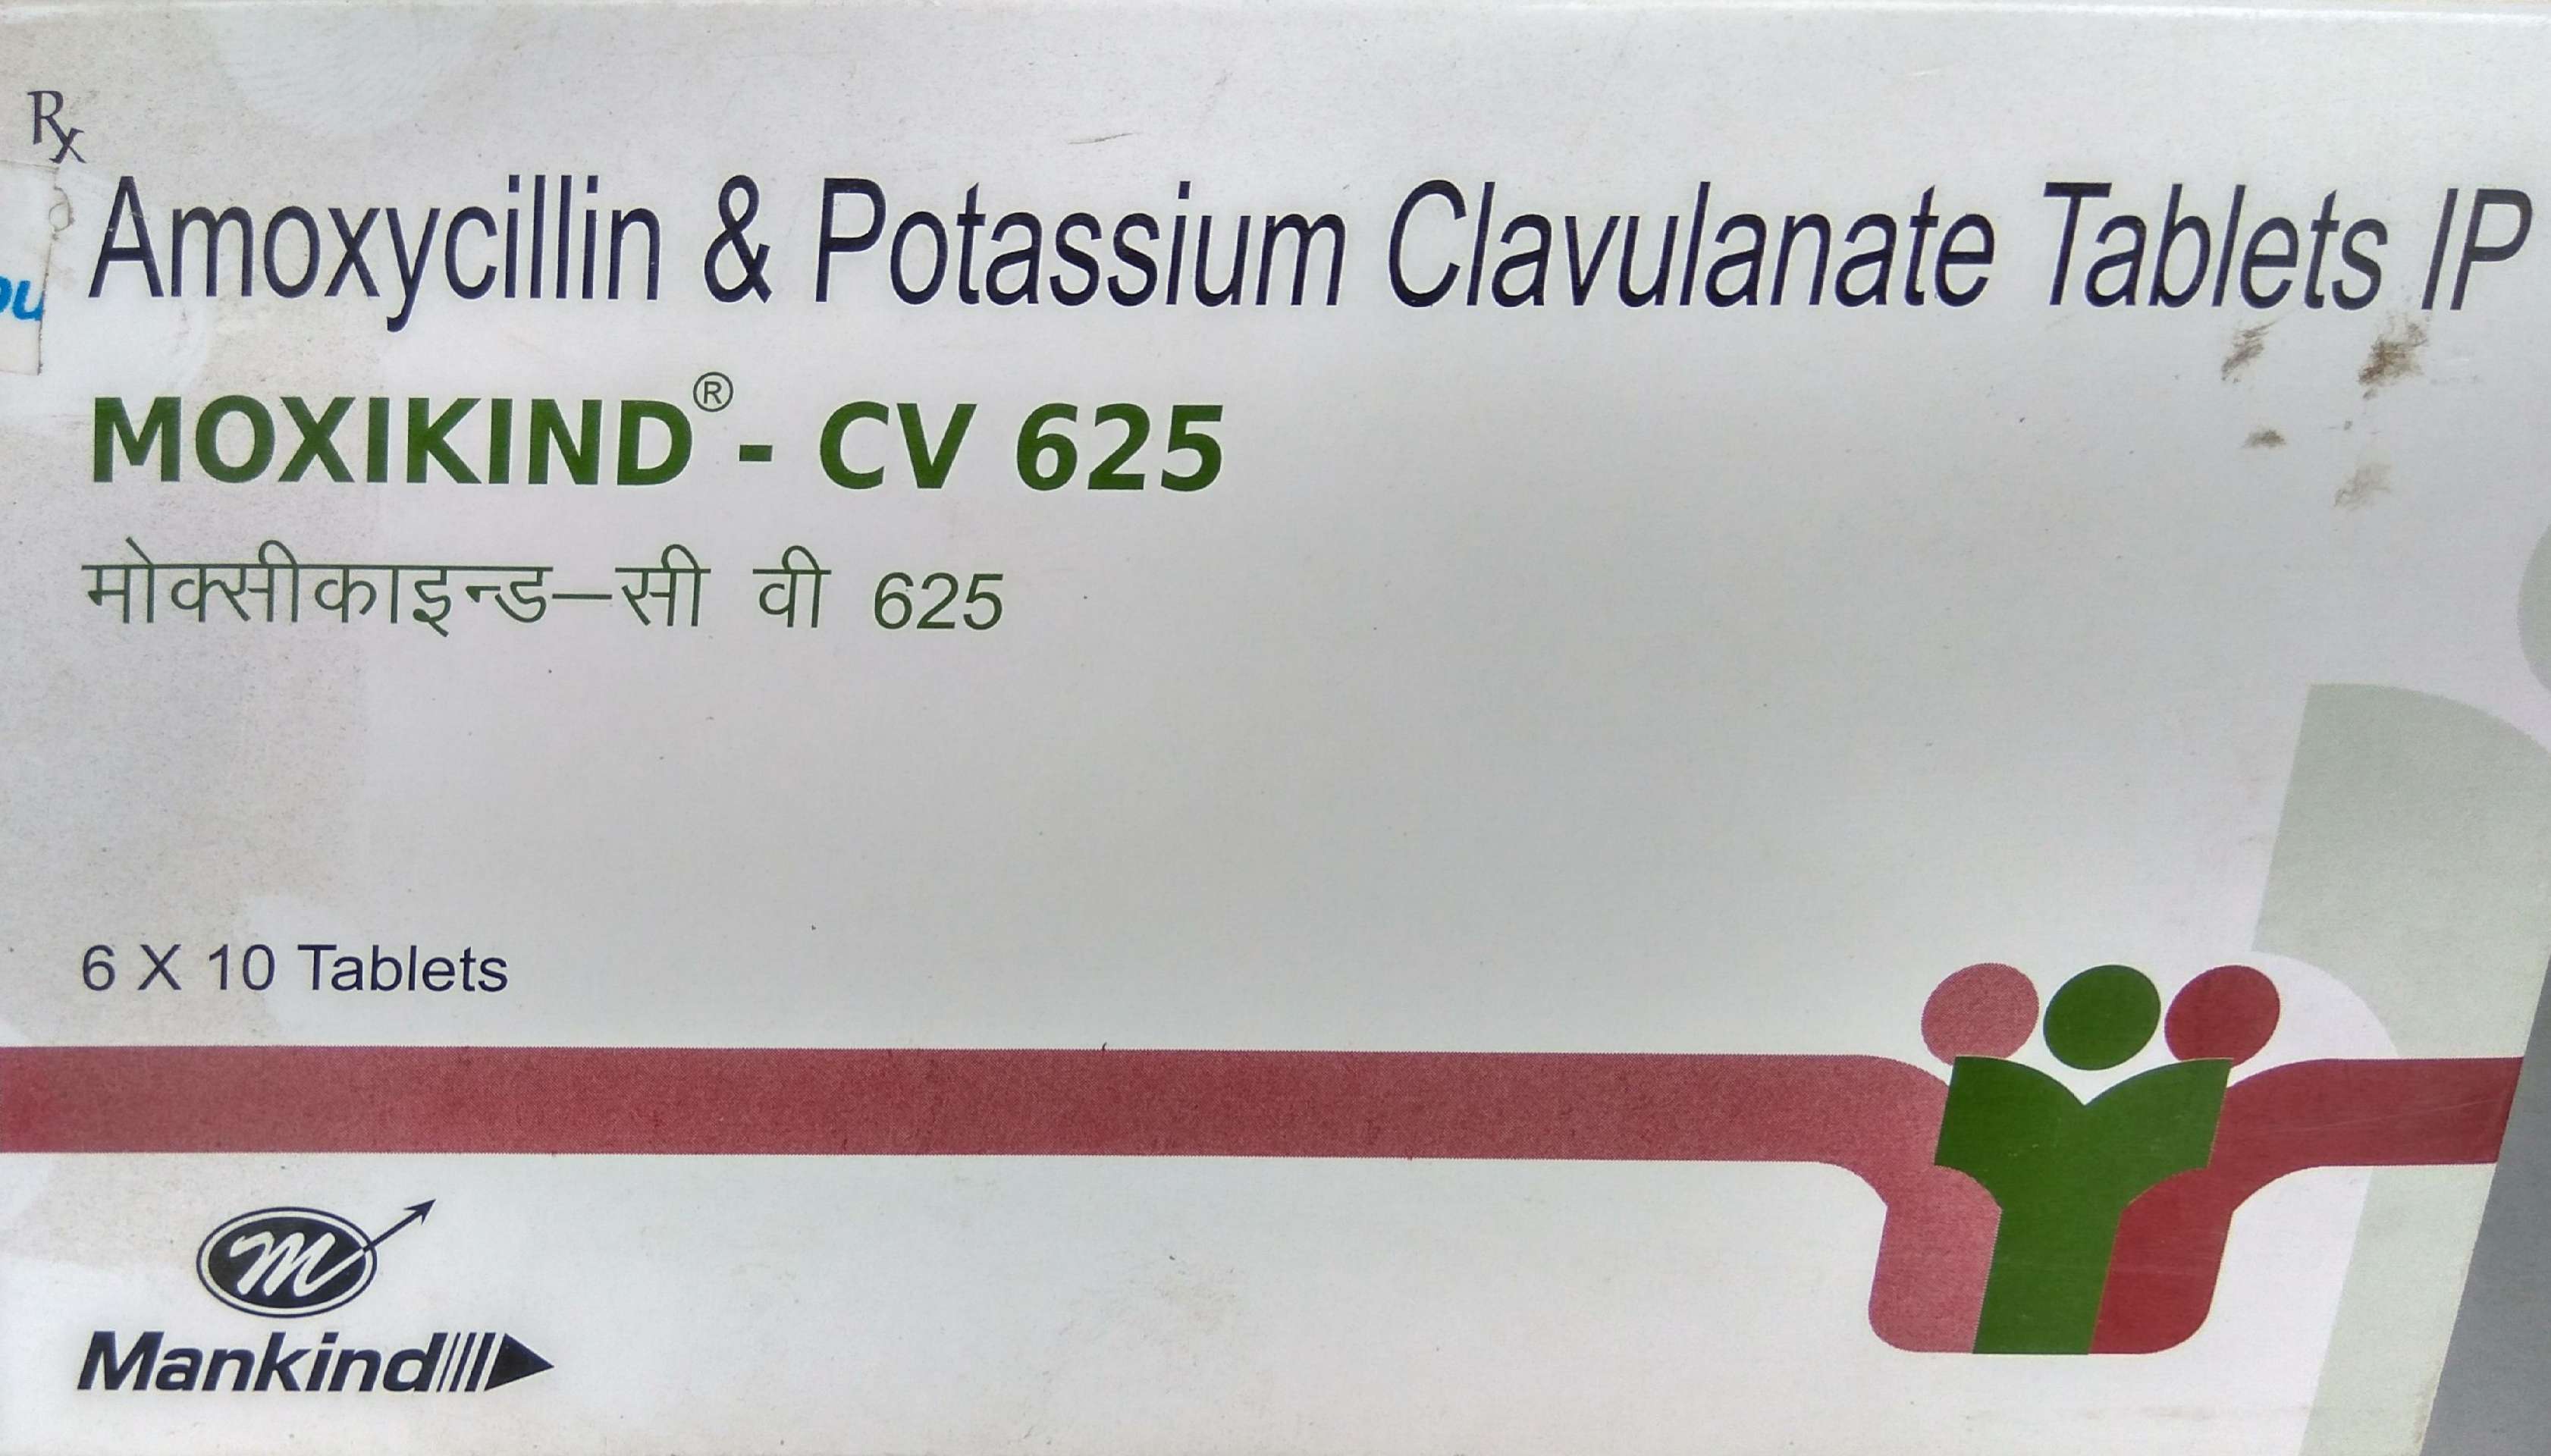 Rx
Amoxycillin & Potassium Clavulanate Tablets IP
MOXIKIND® - CV 625
मोक्सीकाइन्ड–सी वी 625
6 X 10 Tablets
m
Mankind